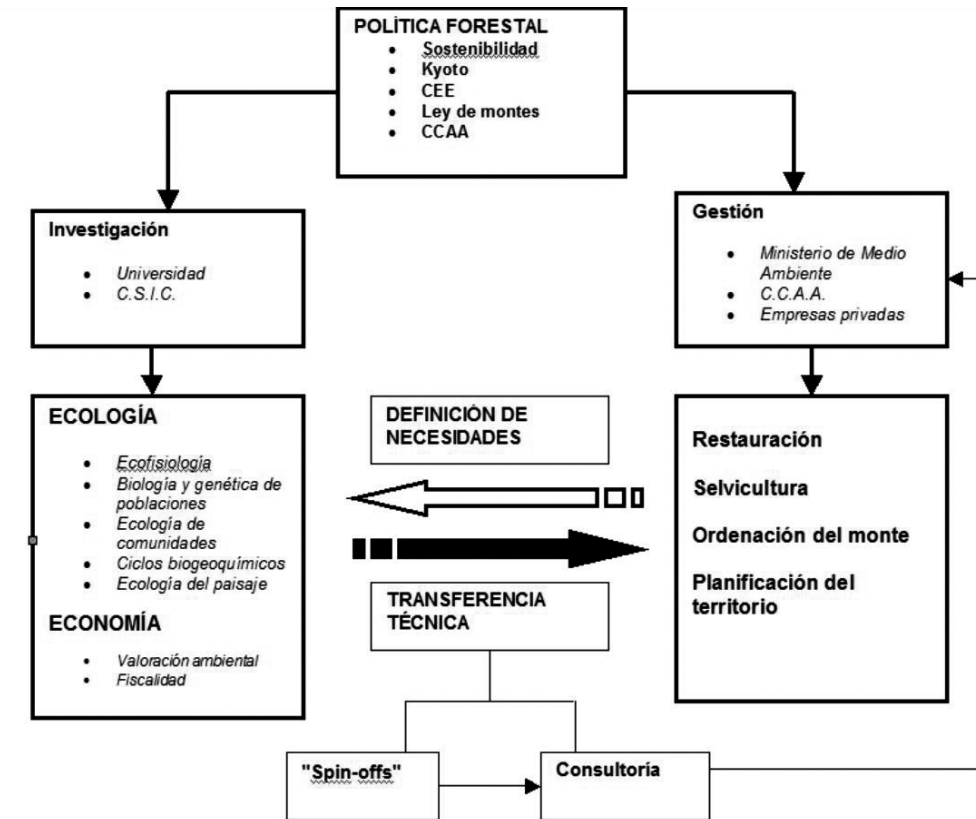 POLÍTICA FORESTAL
• Sostenibilidad
• Kyoto
• CEE
• Ley de montes
• CCAA
Investigación
• Universidad
• C.S.I.C.
Gestión
• Ministerio de Medio
Ambiente
• C.C.A.A.
• Empresas privadas
ECOLOGÍA
• Ecofisiología
• Biología y genética de
poblaciones
• Ecología de
comunidades
• Ciclos biogeoquímicos
• Ecología del paisaje
ECONOMÍA
• Valoración ambiental
• Fiscalidad
DEFINICIÓN DE
NECESIDADES
TRANSFERENCIA
TÉCNICA
Restauración
Selvicultura
Ordenación del monte
Planificación del
territorio
"Spin-offs"
Consultoría